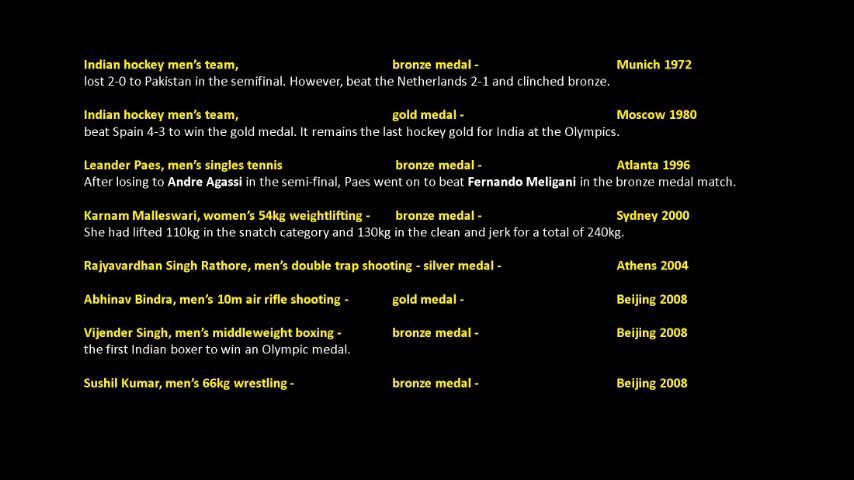 Indian hockey men’s team, bronze medal - Munich 1972
lost 2-0 to Pakistan in the semifinal. However, beat the Netherlands 2-1 and clinched bronze.
Indian hockey men’s team, gold medal - Moscow 1980
beat Spain 4-3 to win the gold medal. It remains the last hockey gold for India at the Olympics.
Leander Paes, men’s singles tennis bronze medal - Atlanta 1996
After losing to Andre Agassi in the semi-final, Paes went on to beat Fernando Meligani in the bronze medal match.
Karnam Malleswari, women’s 54kg weightlifting - bronze medal - Sydney 2000
She had lifted 110kg in the snatch category and 130kg in the clean and jerk for a total of 240kg.
Rajyavardhan Singh Rathore, men’s double trap shooting - silver medal - Athens 2004
Abhinav Bindra, men’s 10m air rifle shooting - gold medal - Beijing 2008
Vijender Singh, men’s middleweight boxing - bronze medal - Beijing 2008
the first Indian boxer to win an Olympic medal.
Sushil Kumar, men’s 66kg wrestling - bronze medal - Beijing 2008